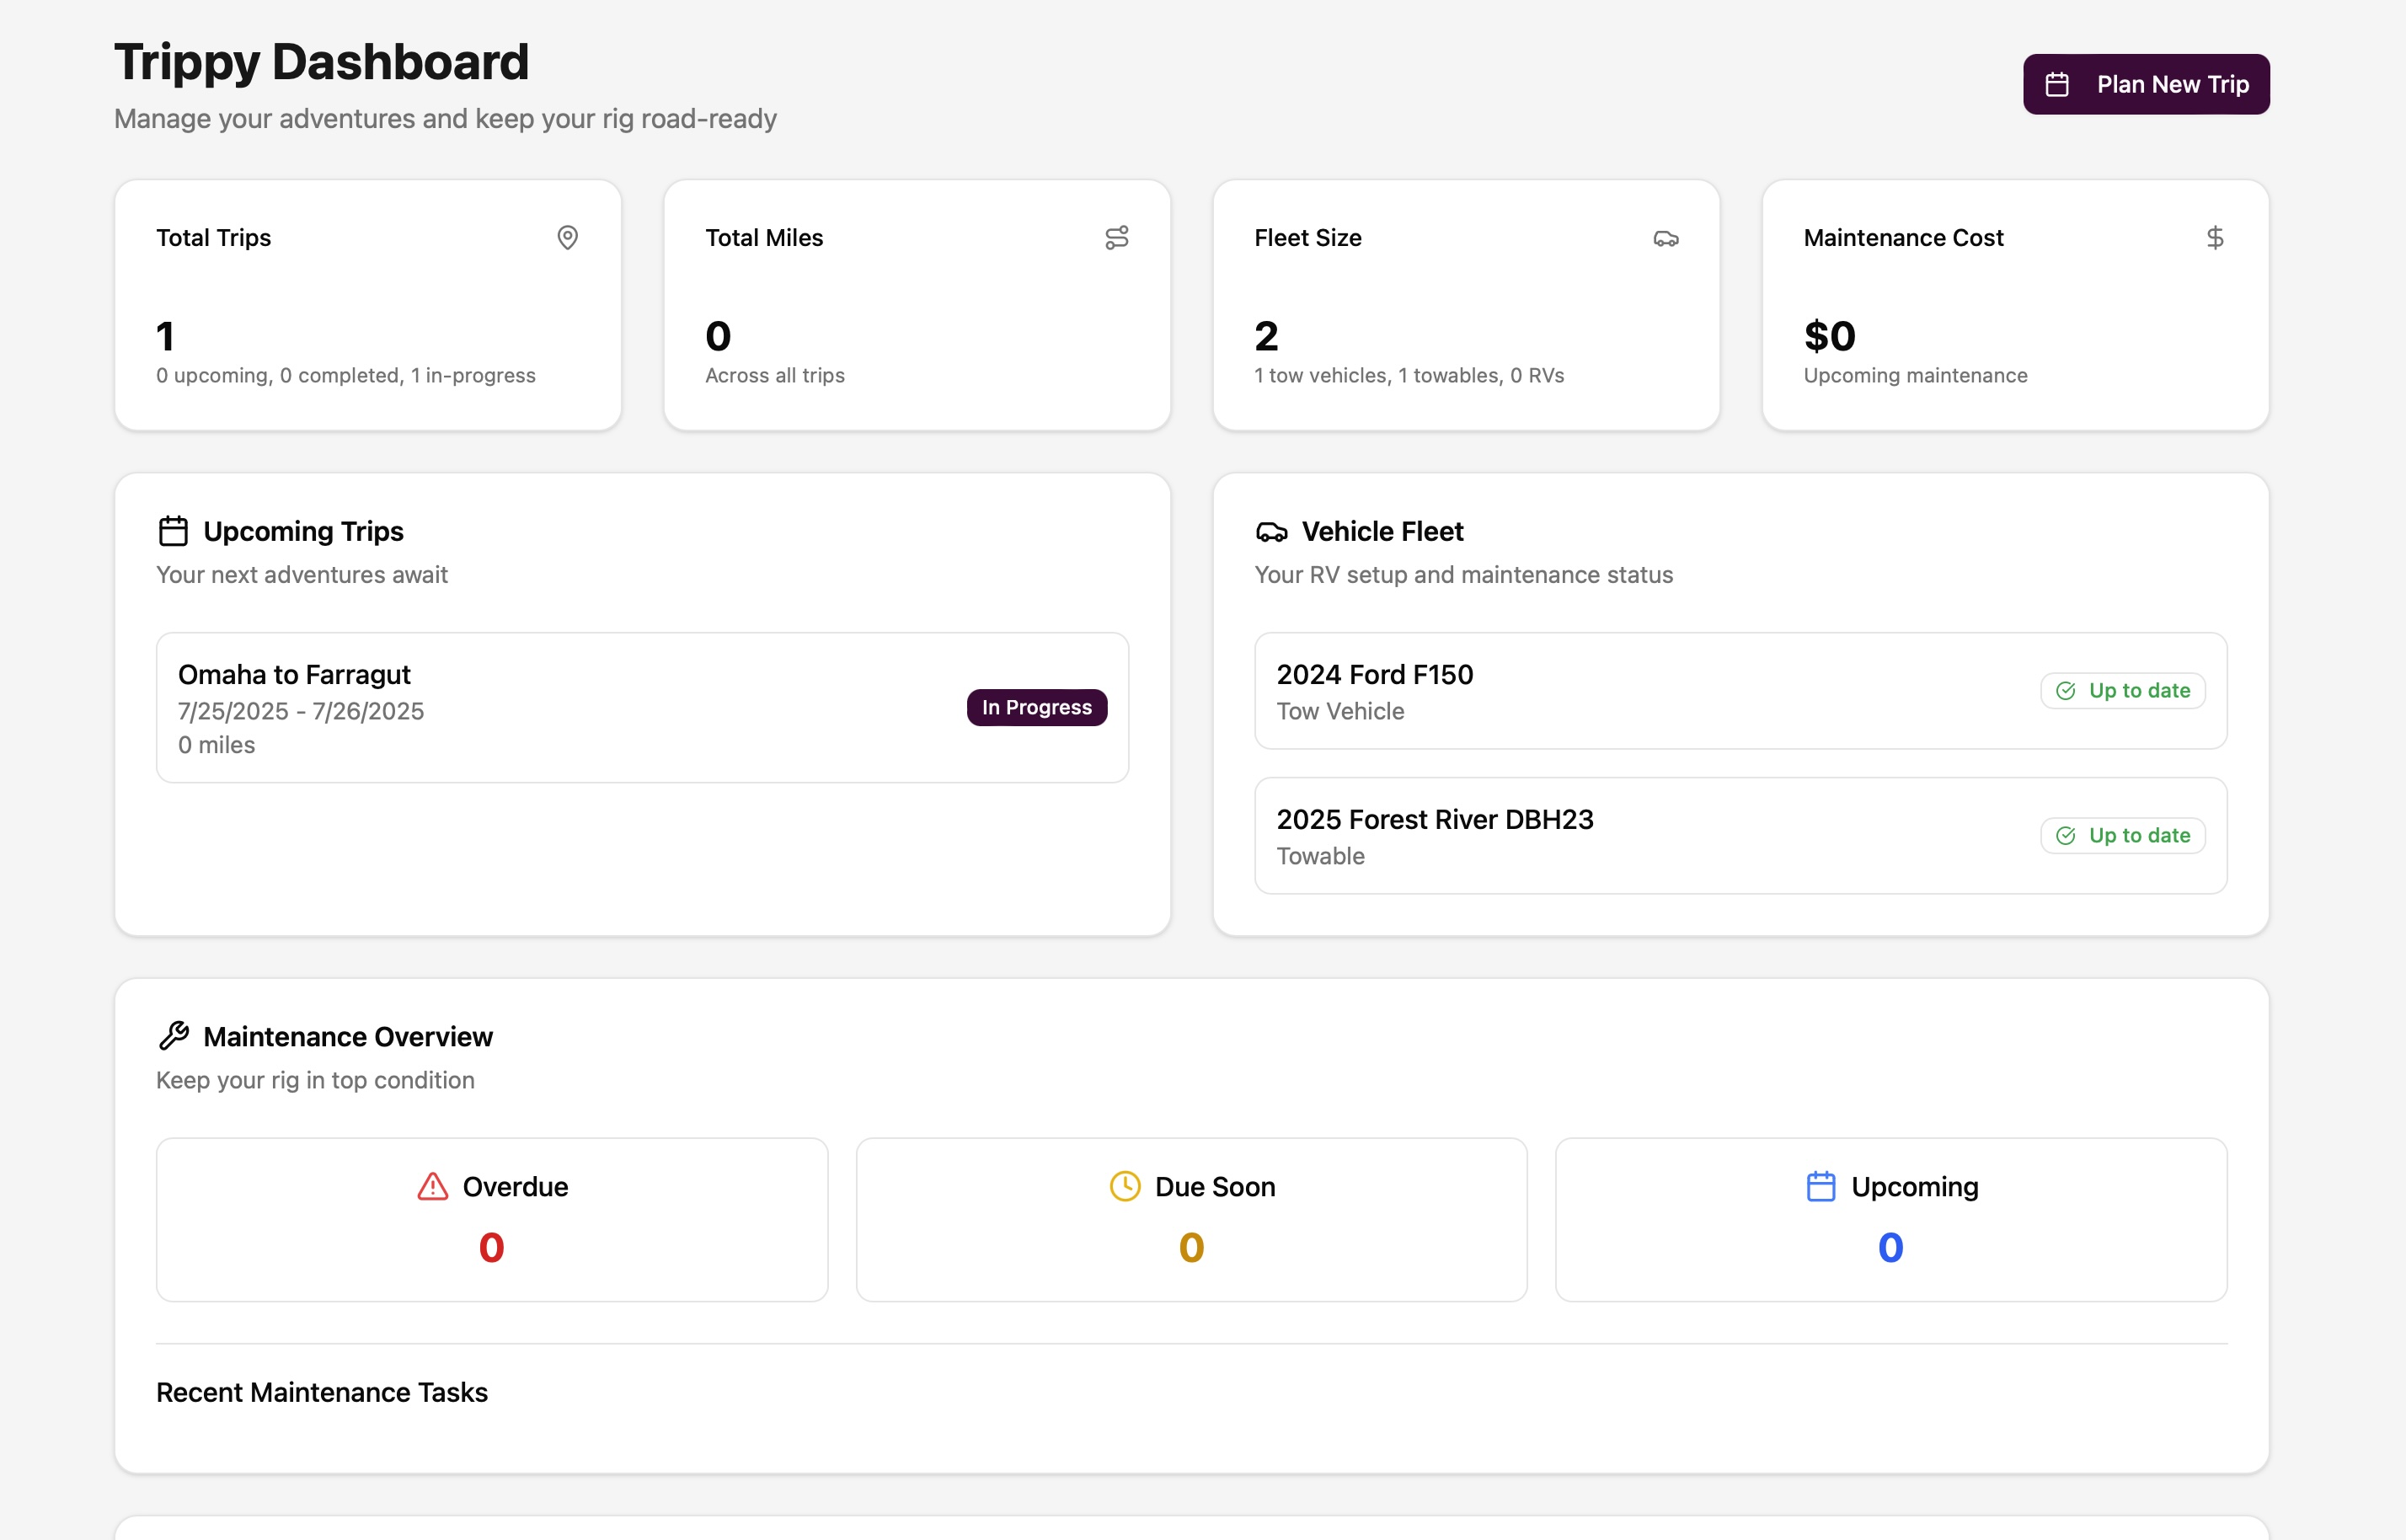 Trippy Dashboard
Manage your adventures and keep your rig road-ready
Plan New Trip
Total Trips
1
0 upcoming, 0 completed, 1 in-progress
Total Miles
0
Across all trips
Fleet Size
2
1 tow vehicles, 1 towables, 0 RVs
Maintenance Cost
$0
Upcoming maintenance
Upcoming Trips
Your next adventures await
Omaha to Farragut
7/25/2025 - 7/26/2025
0 miles
In Progress
Vehicle Fleet
Your RV setup and maintenance status
2024 Ford F150
Tow Vehicle
Up to date
2025 Forest River DBH23
Towable
Up to date
Maintenance Overview
Keep your rig in top condition
Overdue
0
Due Soon
0
Upcoming
0
Recent Maintenance Tasks